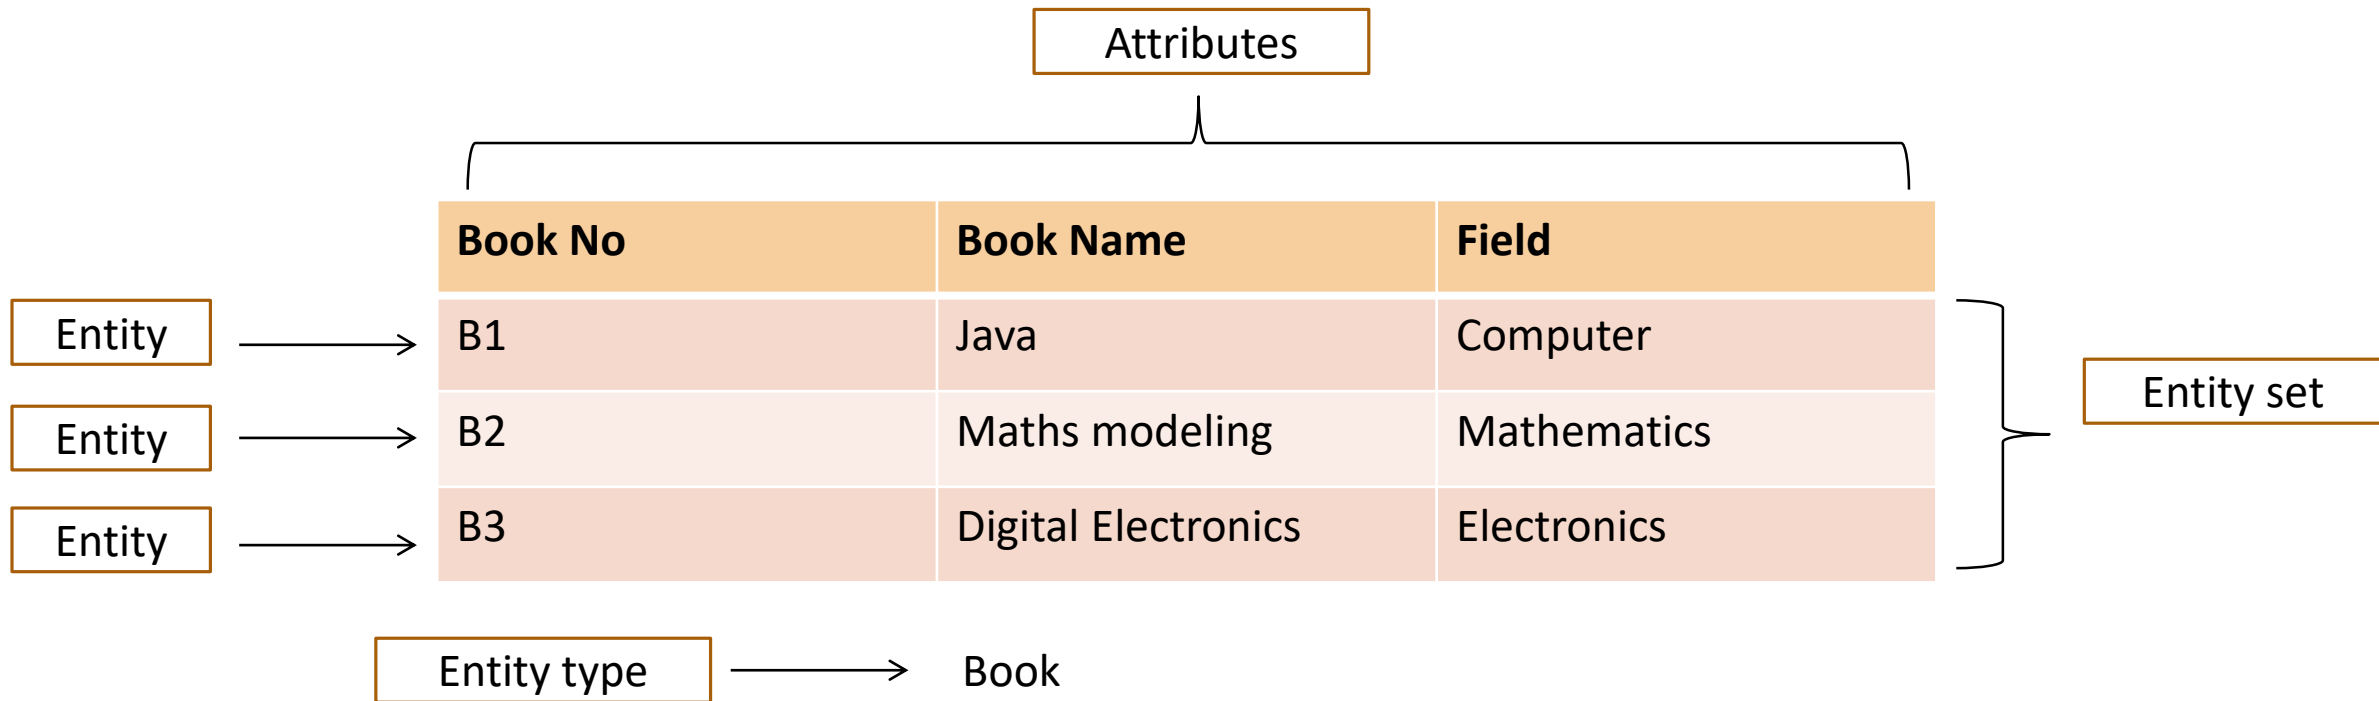 Attributes
Book No Book Name Field
Entity B1 Java Computer
Entity B2 Maths modeling Mathematics
Entity B3 Digital Electronics Electronics
Entity set
Entity type Book